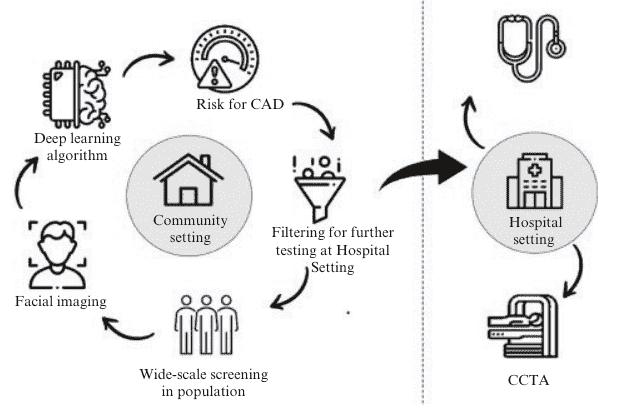 Risk for CAD
Deep learning
algorithm
Community
setting
Filtering for further
testing at Hospital
Setting
Facial imaging
Wide-scale screening
in population
Hospital
setting
CCTA